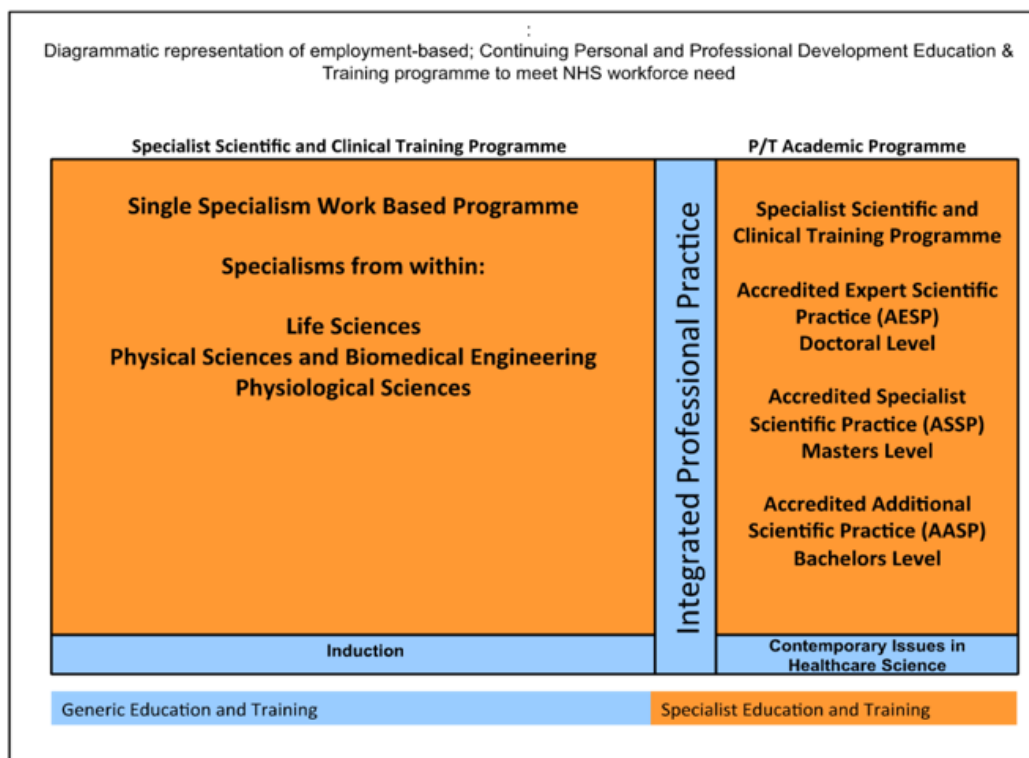 :
Diagrammatic representation of employment-based; Continuing Personal and Professional Development Education &
Training programme to meet NHS workforce need
Specialist Scientific and Clinical Training Programme
Single Specialism Work Based Programme
Specialisms from within:
Life Sciences
Physical Sciences and Biomedical Engineering
Physiological Sciences
Induction
Integrated Professional Practice
P/T Academic Programme
Specialist Scientific and
Clinical Training Programme
Accredited Expert Scientific
Practice (AESP)
Doctoral Level
Accredited Specialist
Scientific Practice (ASSP)
Masters Level
Accredited Additional
Scientific Practice (AASP)
Bachelors Level
Contemporary Issues in
Healthcare Science
Generic Education and Training
Specialist Education and Training